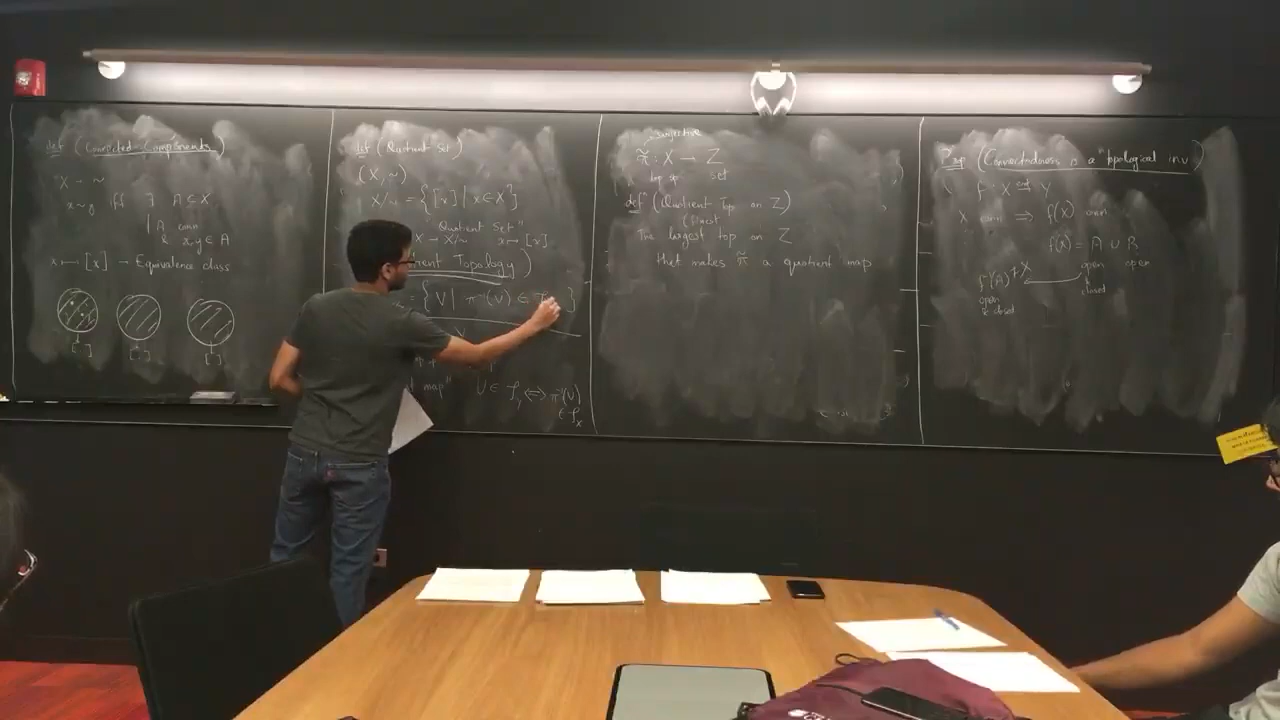 def (Connected Components)
X → ~
x~y iff ∃ A ⊆ X
A conn
& x,y ∈ A
x ↦ [x] – Equivalence class
[·] [·] [·]
def (Quotient Set)
(X,~)
X/~ = {[x] | x∈X}
"Quotient Set"
X → X/~ x ↦ [x]
Topology)
= {V | π⁻¹(V) ∈
map" U ∈ 𝒯_Y ⟺ π⁻¹(U)
∈ 𝒯_X
surjective
π̃ : X → Z
top sp set
def (Quotient Top on Z)
The largest top on Z
that makes π̃ a quotient map
Prop (Connectedness is a "topological inv)
f : X → Y
X conn ⟹ f(X) conn
f(X) = A ∪ B
open open
f⁻¹(A) ≠ X
closed
open
& closed